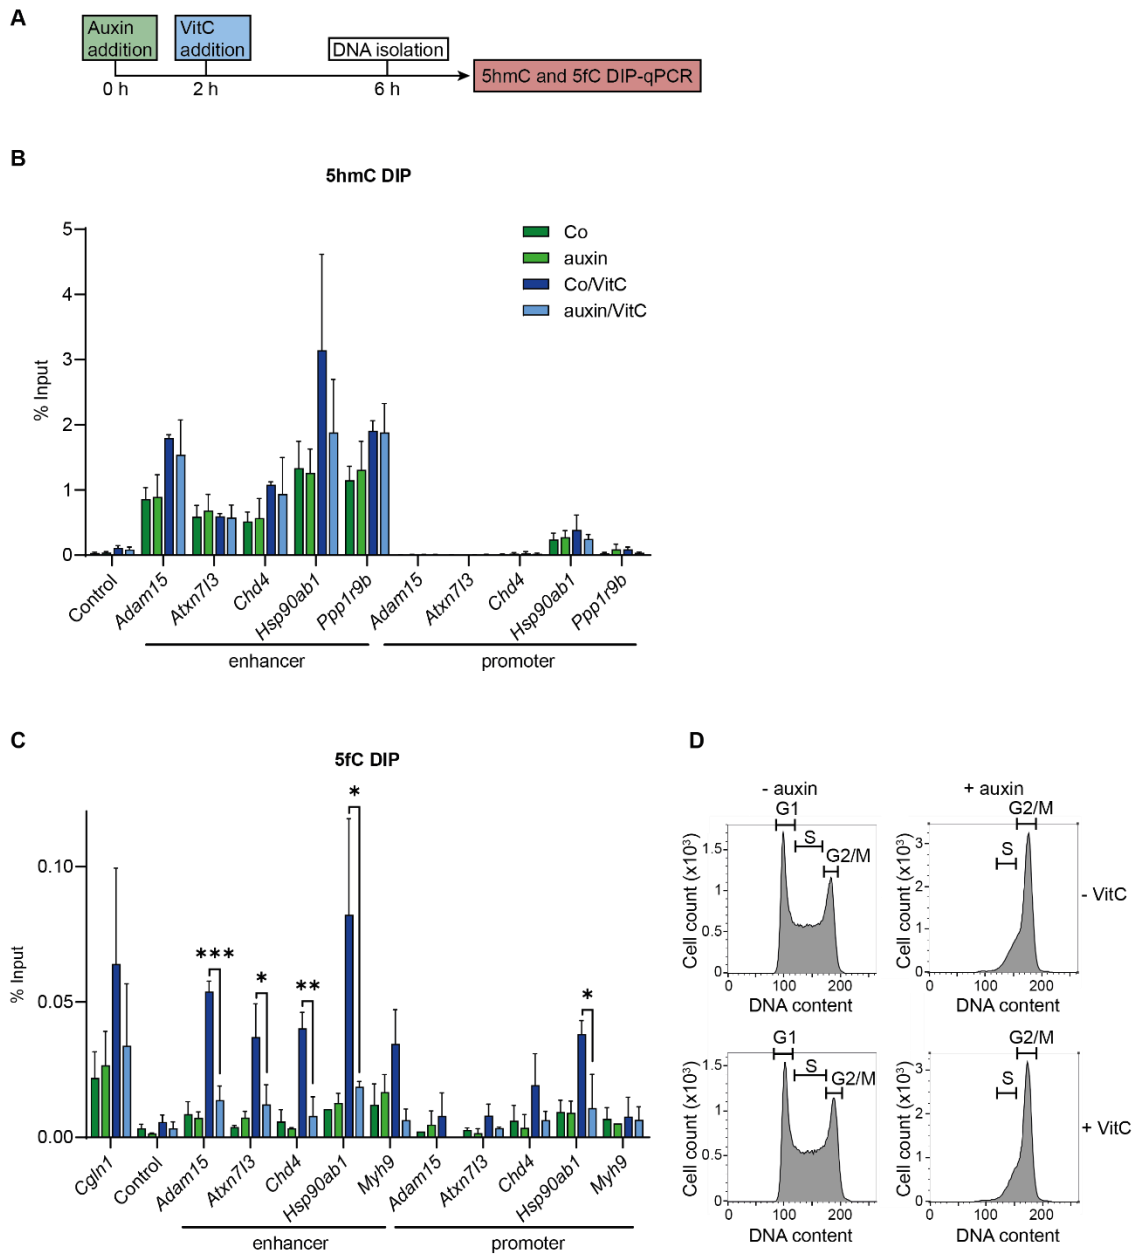 A
Auxin
addition
VitC
addition
DNA isolation
5hmC and 5fC DIP-qPCR
0 h
2 h
6 h
B
5hmC DIP
Co
auxin
Co/VitC
auxin/VitC
% Input
5
4
3
2
1
0
Control
Adam15
Atxn7l3
Chd4
Hsp90ab1
Ppp1r9b
Adam15
Atxn7l3
Chd4
Hsp90ab1
Ppp1r9b
enhancer
promoter
C
5fC DIP
% Input
0.10
0.05
0.00
***
*
**
*
*
Cgln1
Control
Adam15
Atxn7l3
Chd4
Hsp90ab1
Myh9
Adam15
Atxn7l3
Chd4
Hsp90ab1
Myh9
enhancer
promoter
D
- auxin
+ auxin
G1
S
G2/M
Cell count (x10³)
1.5
1
0.5
0
0 100 200
DNA content
G2/M
S
Cell count (x10³)
3
2
1
0
0 100 200
DNA content
- VitC
G1
S
G2/M
Cell count (x10³)
1.5
1
0.5
0
0 100 200
DNA content
G2/M
S
Cell count (x10³)
3
2
1
0
0 100 200
DNA content
+ VitC